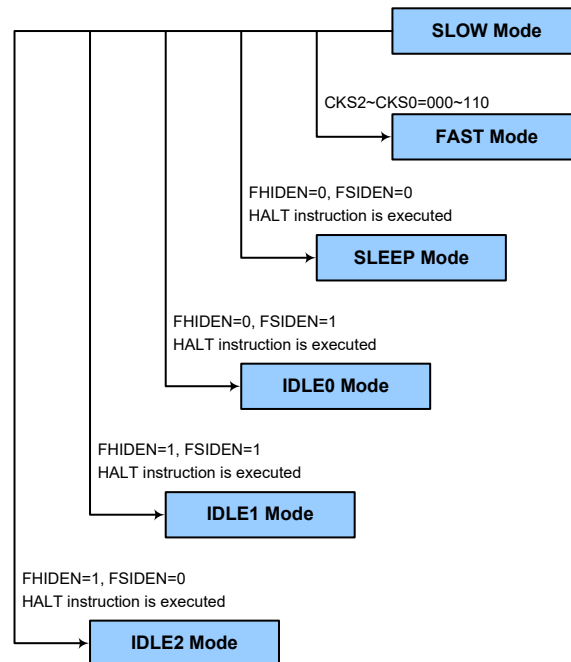 SLOW Mode
CKS2~CKS0=000~110
FAST Mode
FHIDEN=0, FSIDEN=0
HALT instruction is executed
SLEEP Mode
FHIDEN=0, FSIDEN=1
HALT instruction is executed
IDLE0 Mode
FHIDEN=1, FSIDEN=1
HALT instruction is executed
IDLE1 Mode
FHIDEN=1, FSIDEN=0
HALT instruction is executed
IDLE2 Mode